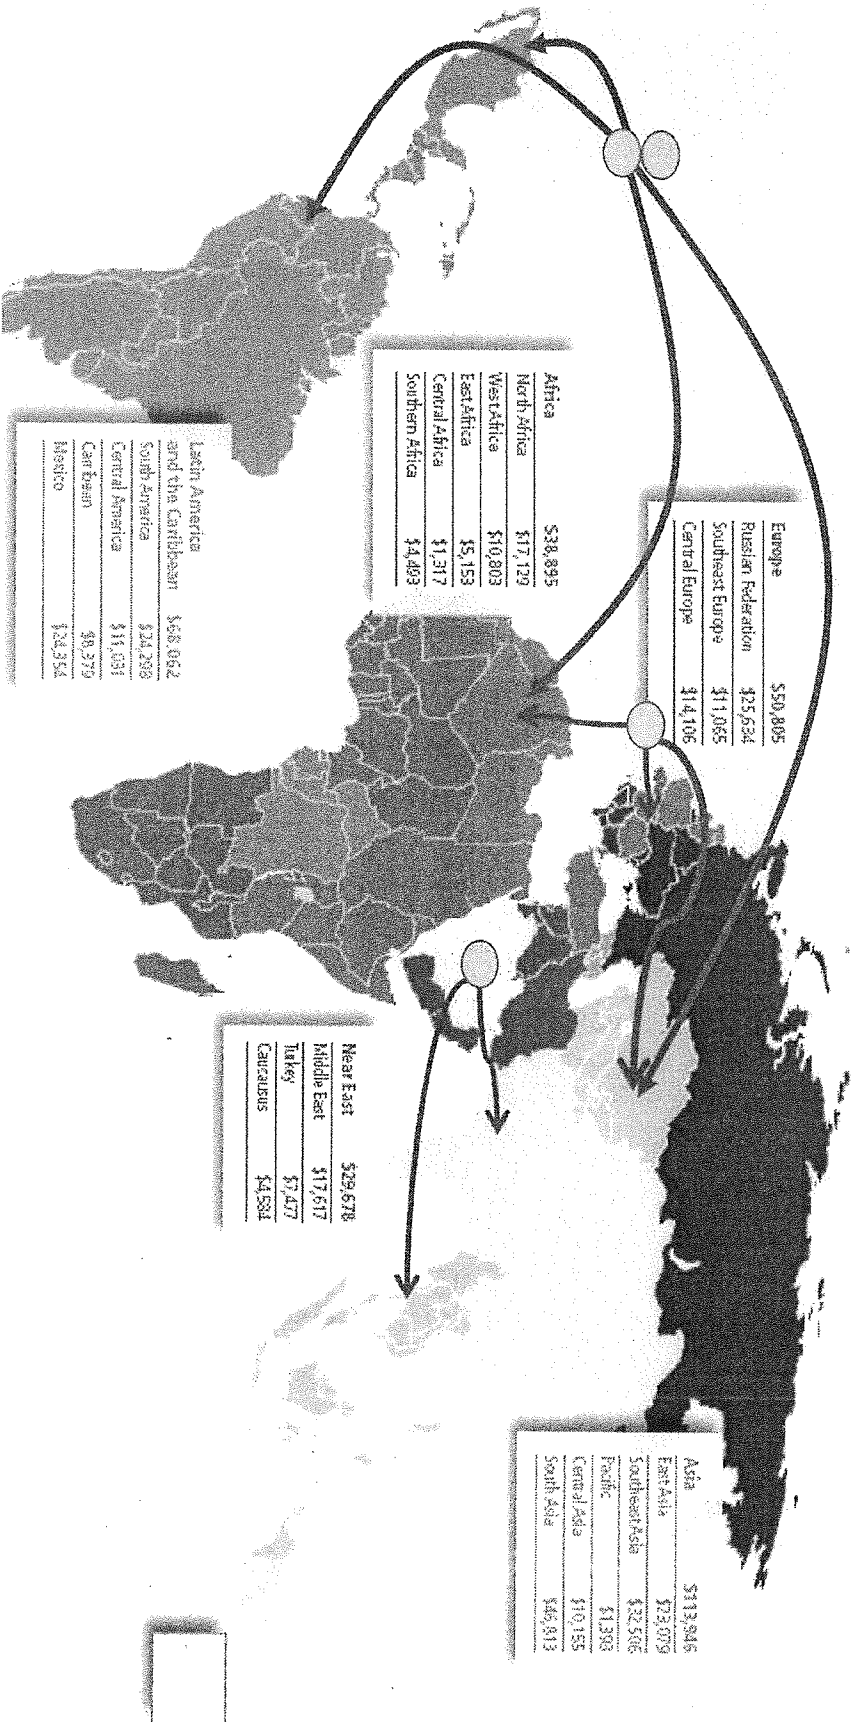 Latin America
and the Caribbean $68,062
South America $24,298
Central America $11,031
Caribbean $8,379
Mexico $24,354
Africa $38,895
North Africa $17,129
West Africa $10,803
East Africa $5,153
Central Africa $1,317
Southern Africa $4,493
Europe $50,805
Russian Federation $25,634
Southeast Europe $11,065
Central Europe $14,106
Near East $29,678
Middle East $17,617
Turkey $7,477
Caucasus $4,584
Asia $113,946
East Asia $23,079
Southeast Asia $32,506
Pacific $1,393
Central Asia $10,155
South Asia $46,813